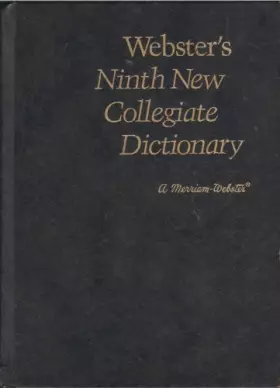 Webster's
Ninth New
Collegiate
Dictionary
A Merriam-Webster®